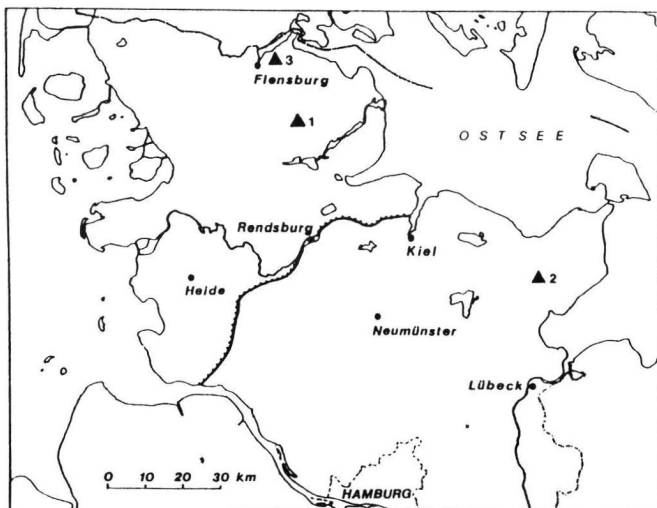 3
Flensburg
1
OSTSEE
Rendsburg
Kiel
2
Heide
Neumünster
Lübeck
0 10 20 30 km
HAMBURG